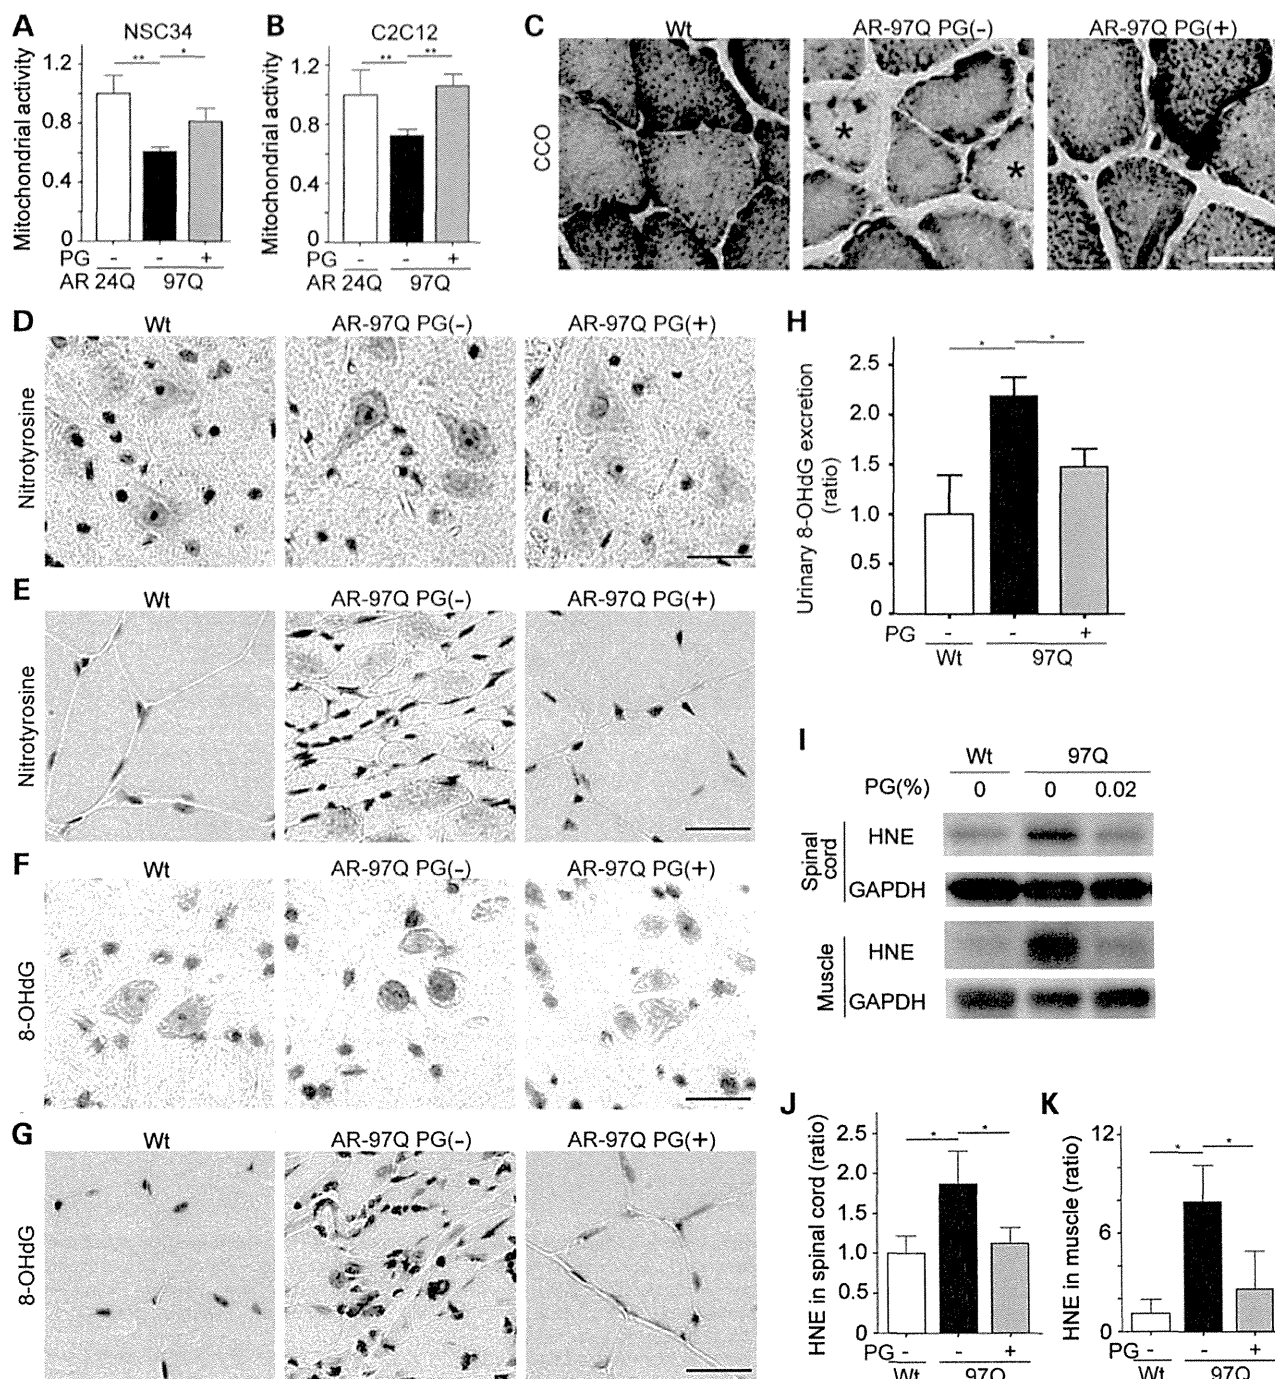 A NSC34
Mitochondrial activity
1.2
0.8
0.4
0
** *
PG - - +
AR 24Q 97Q
B C2C12
Mitochondrial activity
1.2
0.8
0.4
0
** **
PG - - +
AR 24Q 97Q
C Wt AR-97Q PG(-) AR-97Q PG(+)
CCO
* *
D Wt AR-97Q PG(-) AR-97Q PG(+)
Nitrotyrosine
E Wt AR-97Q PG(-) AR-97Q PG(+)
Nitrotyrosine
F Wt AR-97Q PG(-) AR-97Q PG(+)
8-OHdG
G Wt AR-97Q PG(-) AR-97Q PG(+)
8-OHdG
H
Urinary 8-OHdG excretion
(ratio)
2.5
2.0
1.5
1.0
0.5
0
* *
PG - - +
Wt 97Q
I
Wt 97Q
PG(%) 0 0 0.02
Spinal cord
HNE
GAPDH
Muscle
HNE
GAPDH
J
HNE in spinal cord (ratio)
2.5
2.0
1.5
1.0
0.5
0
* *
PG - - +
Wt 97Q
K
HNE in muscle (ratio)
12
6
0
* *
PG - - +
Wt 97Q